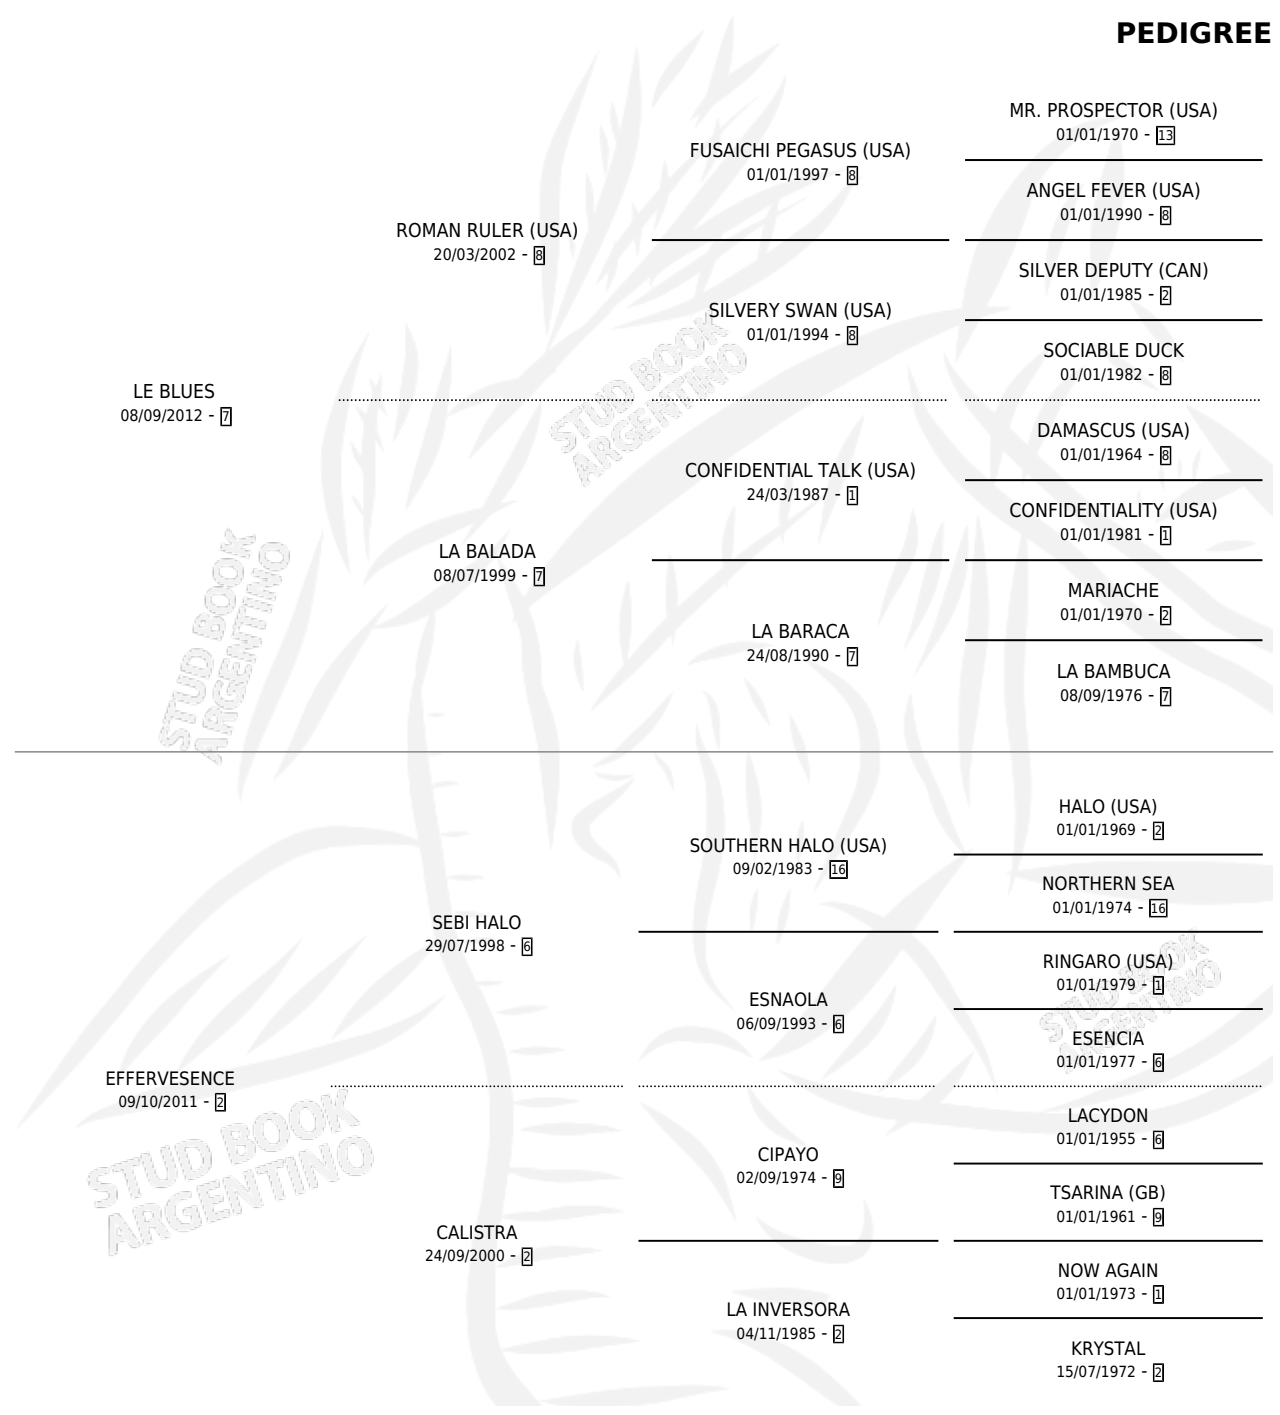 PEDIGREE
MR. PROSPECTOR (USA)
01/01/1970 - 13
FUSAICHI PEGASUS (USA)
01/01/1997 - 8
ANGEL FEVER (USA)
01/01/1990 - 8
ROMAN RULER (USA)
20/03/2002 - 8
SILVER DEPUTY (CAN)
01/01/1985 - 2
SILVERY SWAN (USA)
01/01/1994 - 8
SOCIABLE DUCK
01/01/1982 - 8
LE BLUES
08/09/2012 - 7
DAMASCUS (USA)
01/01/1964 - 8
CONFIDENTIAL TALK (USA)
24/03/1987 - 1
CONFIDENTIALITY (USA)
01/01/1981 - 1
LA BALADA
08/07/1999 - 7
MARIACHE
01/01/1970 - 2
LA BARACA
24/08/1990 - 7
LA BAMBUCA
08/09/1976 - 7
STUD BOOK
ARGENTINO
STUD BOOK
ARGENTINO
HALO (USA)
01/01/1969 - 2
SOUTHERN HALO (USA)
09/02/1983 - 16
NORTHERN SEA
01/01/1974 - 16
SEBI HALO
29/07/1998 - 6
RINGARO (USA)
01/01/1979 - 1
ESNAOLA
06/09/1993 - 6
ESENCIA
01/01/1977 - 6
EFFERVESENCE
09/10/2011 - 2
LACYDON
01/01/1955 - 6
CIPAYO
02/09/1974 - 9
TSARINA (GB)
01/01/1961 - 9
CALISTRA
24/09/2000 - 2
NOW AGAIN
01/01/1973 - 1
LA INVERSORA
04/11/1985 - 2
KRYSTAL
15/07/1972 - 2
STUD BOOK
ARGENTINO
STUD BOOK
ARGENTINO